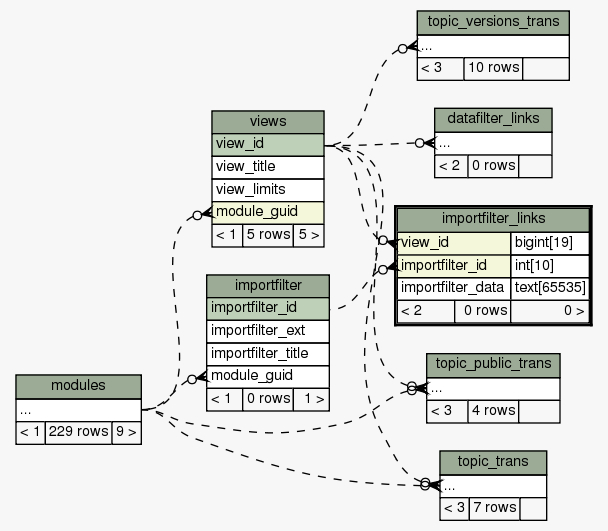 topic_versions_trans
...
< 3 10 rows
views
view_id
view_title
view_limits
module_guid
< 1 5 rows 5 >
datafilter_links
...
< 2 0 rows
importfilter_links
view_id bigint[19]
importfilter_id int[10]
importfilter_data text[65535]
< 2 0 rows 0 >
importfilter
importfilter_id
importfilter_ext
importfilter_title
module_guid
< 1 0 rows 1 >
modules
...
< 1 229 rows 9 >
topic_public_trans
...
< 3 4 rows
topic_trans
...
< 3 7 rows